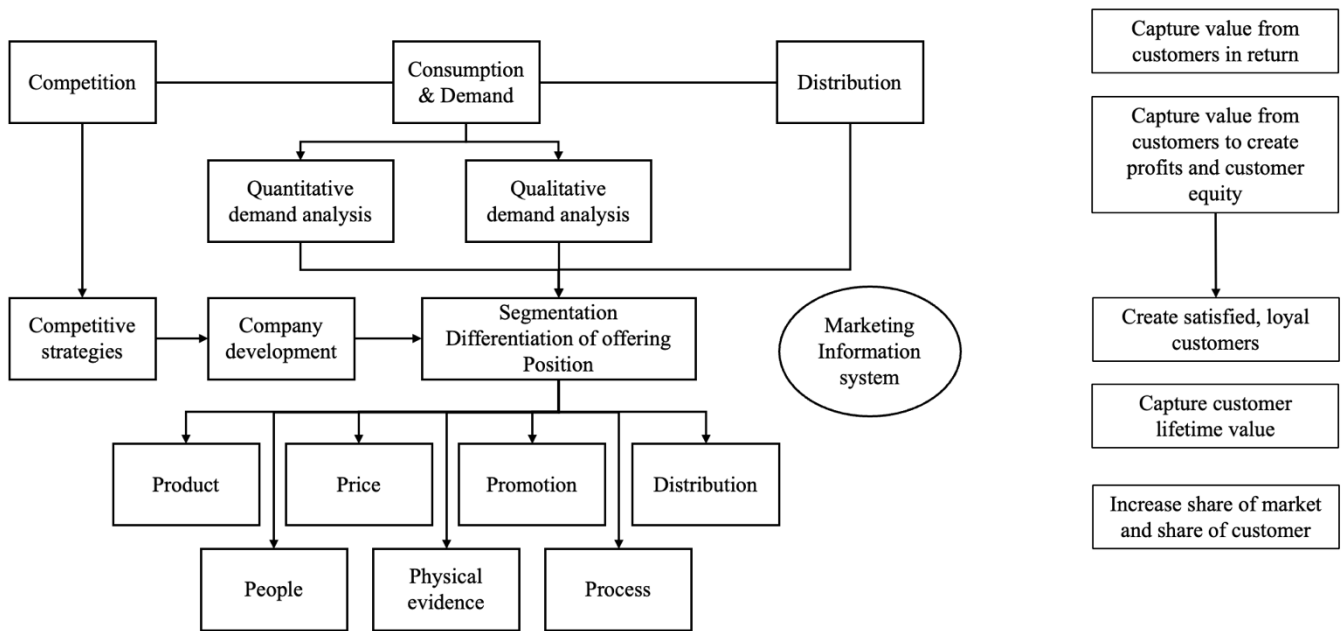 Competition
Consumption
& Demand
Distribution
Quantitative
demand analysis
Qualitative
demand analysis
Competitive
strategies
Company
development
Segmentation
Differentiation of offering
Position
Marketing
Information
system
Product
Price
Promotion
Distribution
People
Physical
evidence
Process
Capture value from
customers in return
Capture value from
customers to create
profits and customer
equity
Create satisfied, loyal
customers
Capture customer
lifetime value
Increase share of market
and share of customer